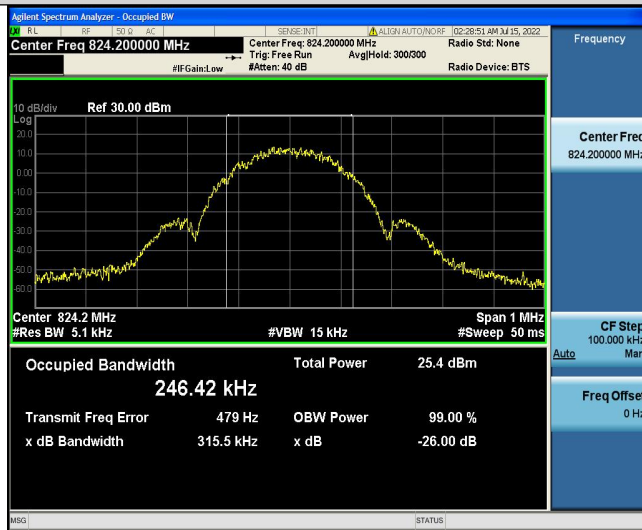 Agilent Spectrum Analyzer - Occupied BW
RL RF 50 Ω AC SENSE:INT ALIGN AUTO/NORF 02:28:51 AM Jul 15, 2022
Center Freq 824.200000 MHz Center Freq: 824.200000 MHz Radio Std: None
Trig: Free Run Avg|Hold: 300/300
#IFGain:Low #Atten: 40 dB Radio Device: BTS
10 dB/div Ref 30.00 dBm
Log
20.0
10.0
0.00
-10.0
-20.0
-30.0
-40.0
-50.0
-60.0
Center 824.2 MHz Span 1 MHz
#Res BW 5.1 kHz #VBW 15 kHz #Sweep 50 ms
Occupied Bandwidth Total Power 25.4 dBm
246.42 kHz
Transmit Freq Error 479 Hz OBW Power 99.00 %
x dB Bandwidth 315.5 kHz x dB -26.00 dB
MSG STATUS
Frequency
Center Freq
824.200000 MHz
CF Step
100.000 kHz
Auto Man
Freq Offset
0 Hz